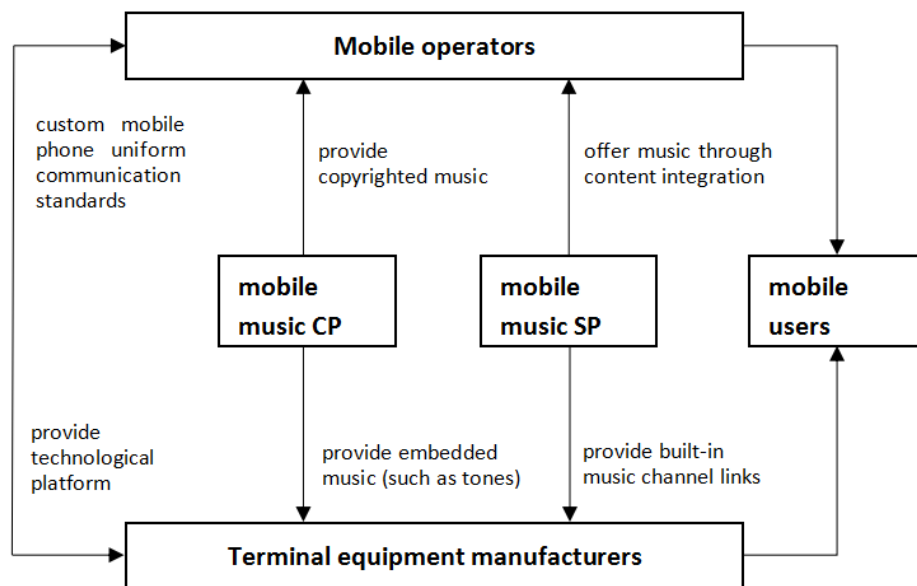 Mobile operators
custom mobile
phone uniform
communication
standards
provide
copyrighted music
offer music through
content integration
mobile
music CP
mobile
music SP
mobile
users
provide
technological
platform
provide embedded
music (such as tones)
provide built-in
music channel links
Terminal equipment manufacturers